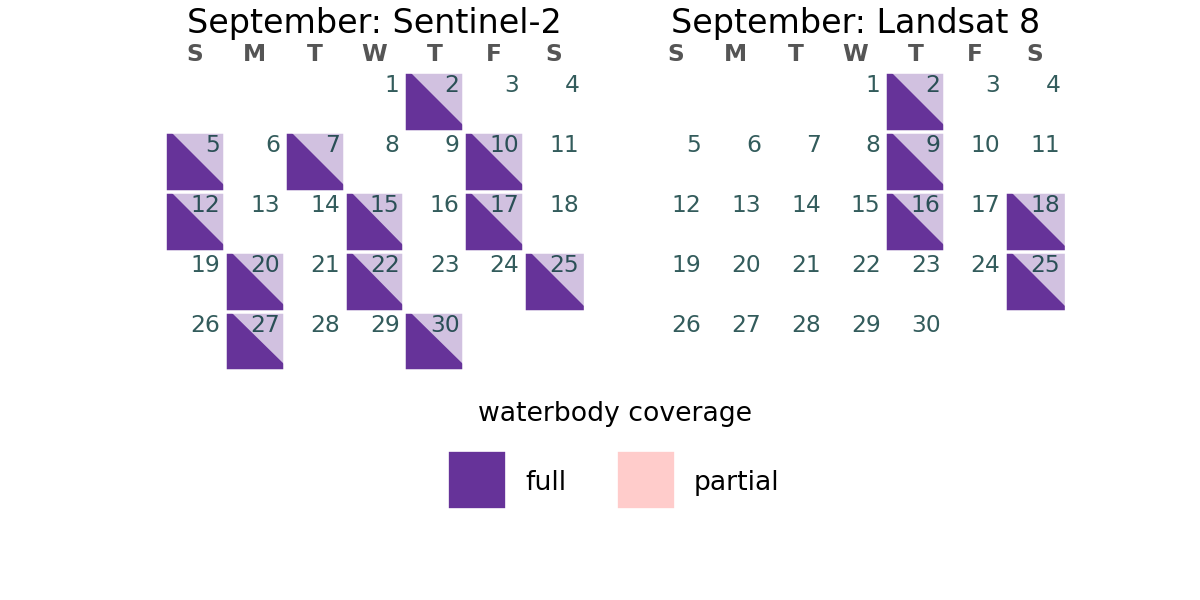 September: Sentinel-2
S M T W T F S
1 2 3 4
5 6 7 8 9 10 11
12 13 14 15 16 17 18
19 20 21 22 23 24 25
26 27 28 29 30
September: Landsat 8
S M T W T F S
1 2 3 4
5 6 7 8 9 10 11
12 13 14 15 16 17 18
19 20 21 22 23 24 25
26 27 28 29 30
waterbody coverage
full partial